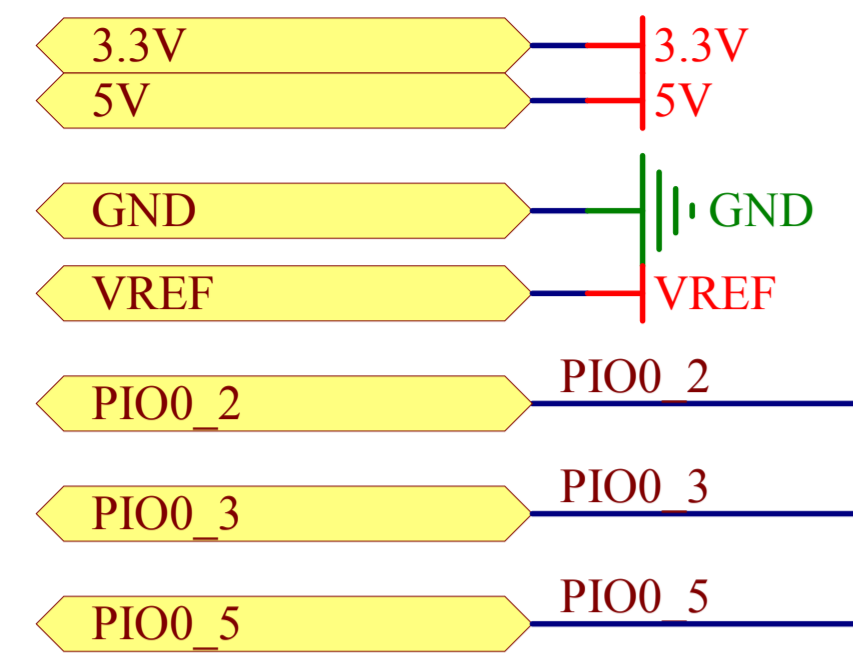 3.3V 3.3V
5V 5V
GND GND
VREF VREF
PIO0_2 PIO0_2
PIO0_3 PIO0_3
PIO0_5 PIO0_5